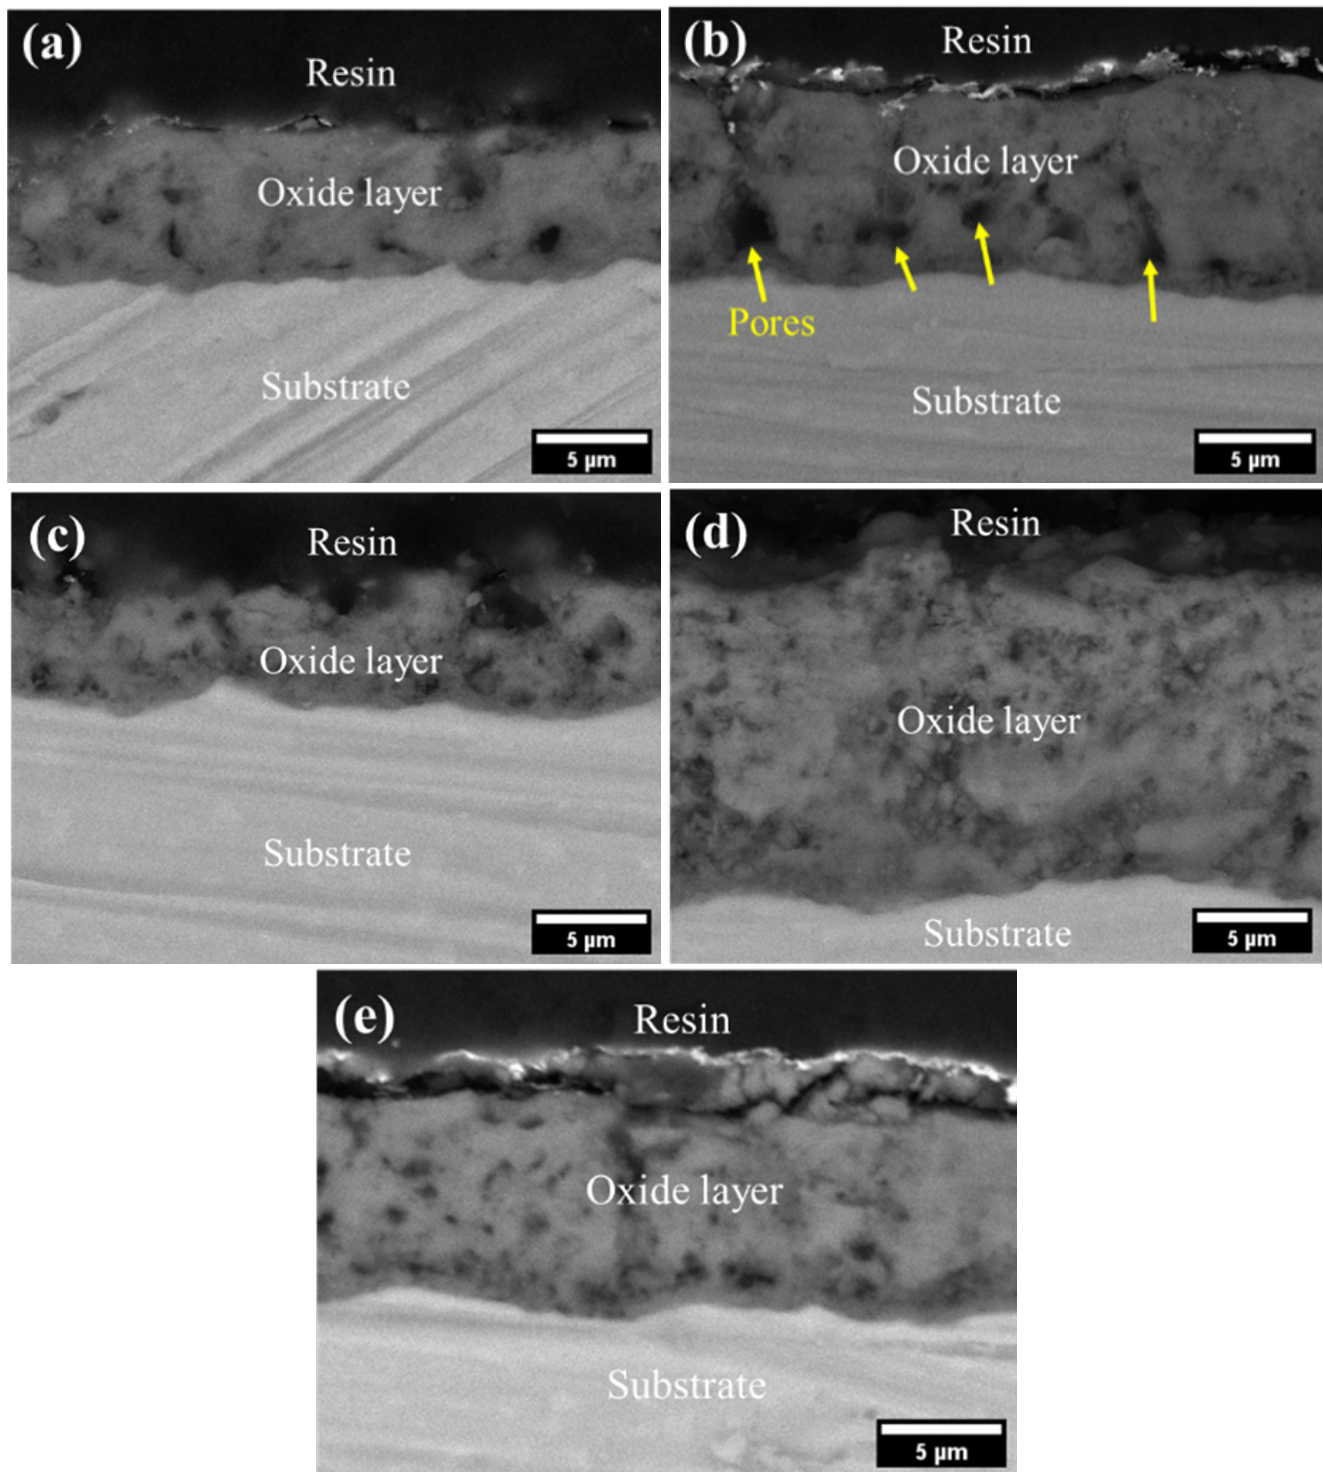 (a)
Resin
Oxide layer
Substrate
5 µm
(b)
Resin
Oxide layer
Pores
Substrate
5 µm
(c)
Resin
Oxide layer
Substrate
5 µm
(d)
Resin
Oxide layer
Substrate
5 µm
(e)
Resin
Oxide layer
Substrate
5 µm